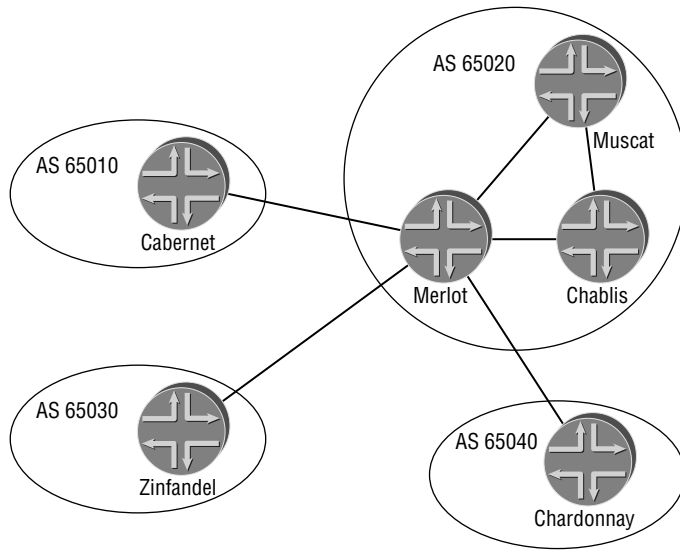 AS 65020
Muscat
AS 65010
Cabernet
Merlot
Chablis
AS 65030
Zinfandel
AS 65040
Chardonnay